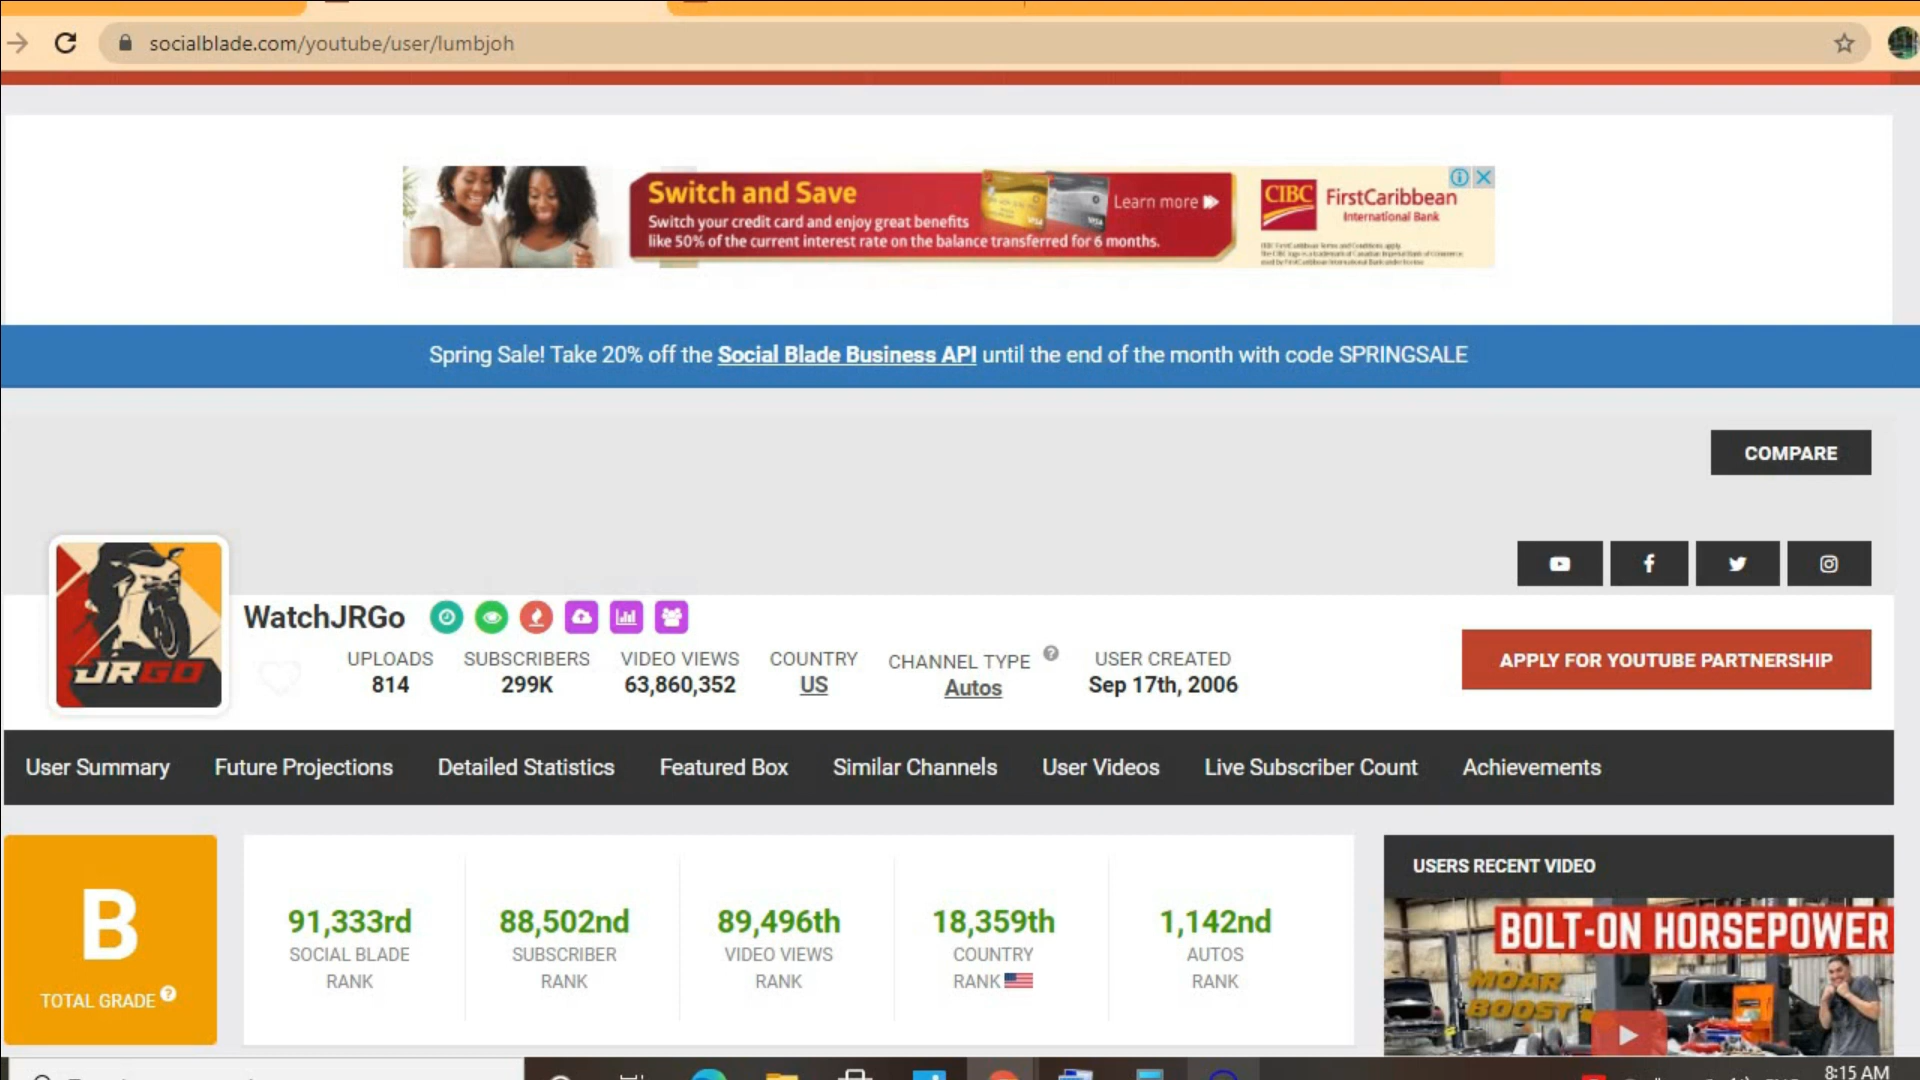 socialblade.com/youtube/user/lumbjoh
Switch and Save
Switch your credit card and enjoy great benefits
like 50% of the current interest rate on the balance transferred for 6 months.
Learn more
CIBC FirstCaribbean
International Bank
Spring Sale! Take 20% off the Social Blade Business API until the end of the month with code SPRINGSALE
COMPARE
JRGO
WatchJRGo
UPLOADS SUBSCRIBERS VIDEO VIEWS COUNTRY CHANNEL TYPE USER CREATED
814 299K 63,860,352 US Autos Sep 17th, 2006
APPLY FOR YOUTUBE PARTNERSHIP
User Summary Future Projections Detailed Statistics Featured Box Similar Channels User Videos Live Subscriber Count Achievements
B
TOTAL GRADE
91,333rd 88,502nd 89,496th 18,359th 1,142nd
SOCIAL BLADE SUBSCRIBER VIDEO VIEWS COUNTRY AUTOS
RANK RANK RANK RANK RANK
USERS RECENT VIDEO
BOLT-ON HORSEPOWER
MOAR
BOOST
8:15 AM